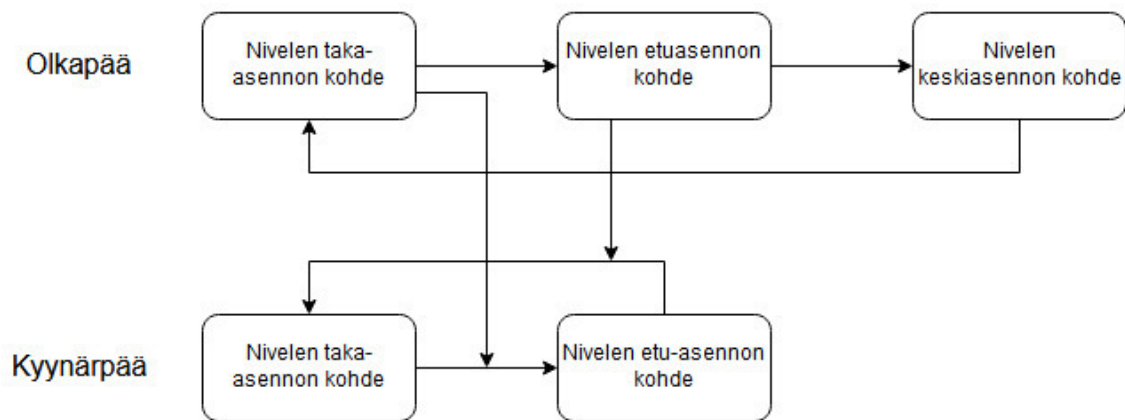 Olkapää
Nivelen taka-
asennon kohde
Nivelen etuasennon
kohde
Nivelen
keskiasennon kohde
Kyynärpää
Nivelen taka-
asennon kohde
Nivelen etu-asennon
kohde